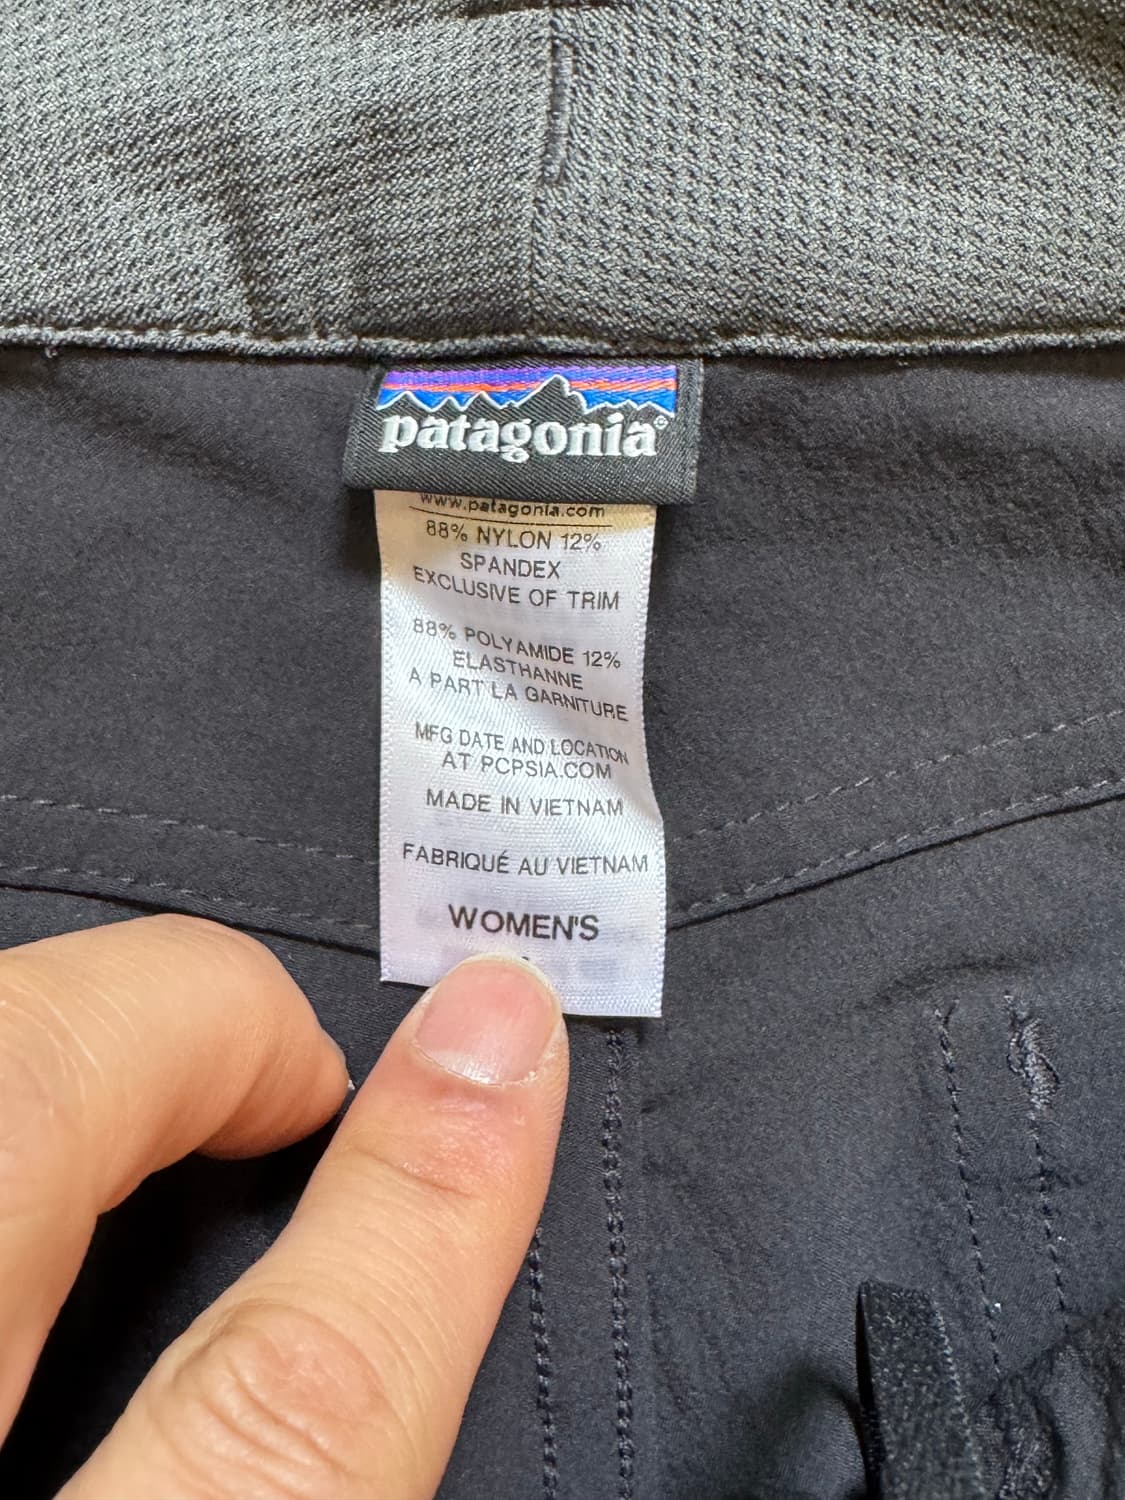 patagonia®
www.patagonia.com
88% NYLON 12%
SPANDEX
EXCLUSIVE OF TRIM
88% POLYAMIDE 12%
ELASTHANNE
A PART LA GARNITURE
MFG DATE AND LOCATION
AT PCPSIA.COM
MADE IN VIETNAM
FABRIQUÉ AU VIETNAM
WOMEN'S